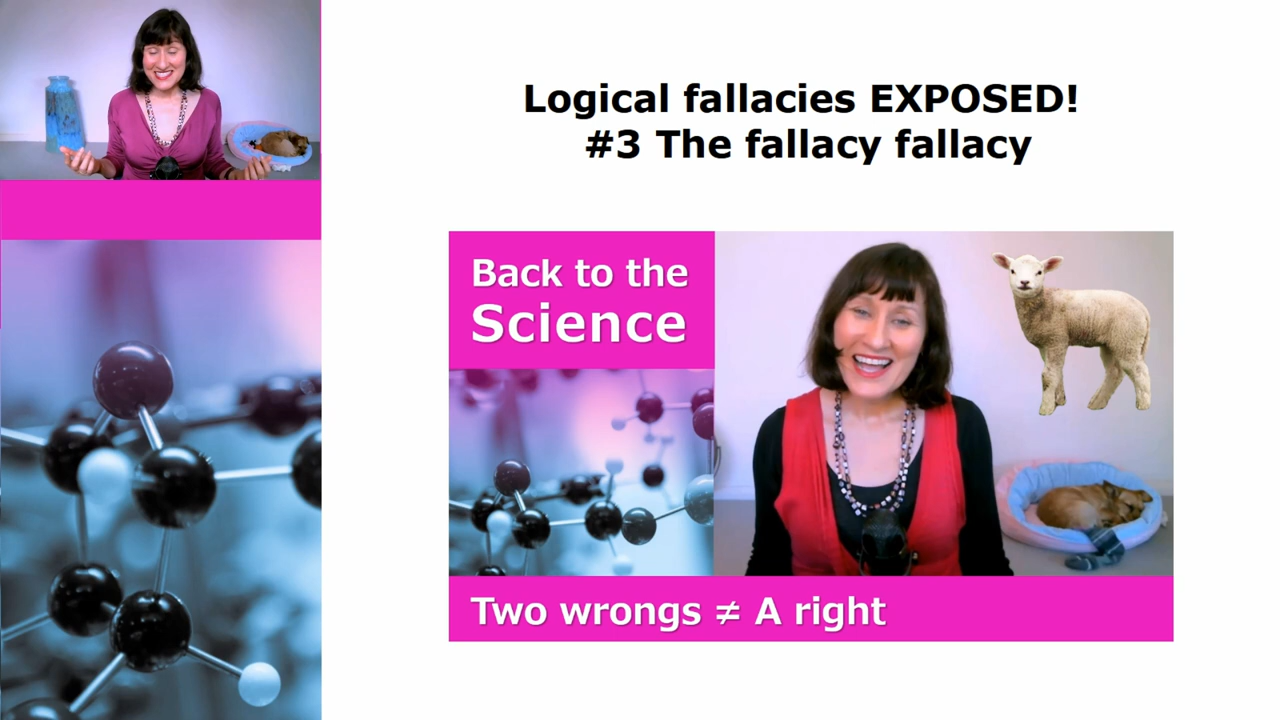 Logical fallacies EXPOSED!
#3 The fallacy fallacy
Back to the
Science
Two wrongs ≠ A right